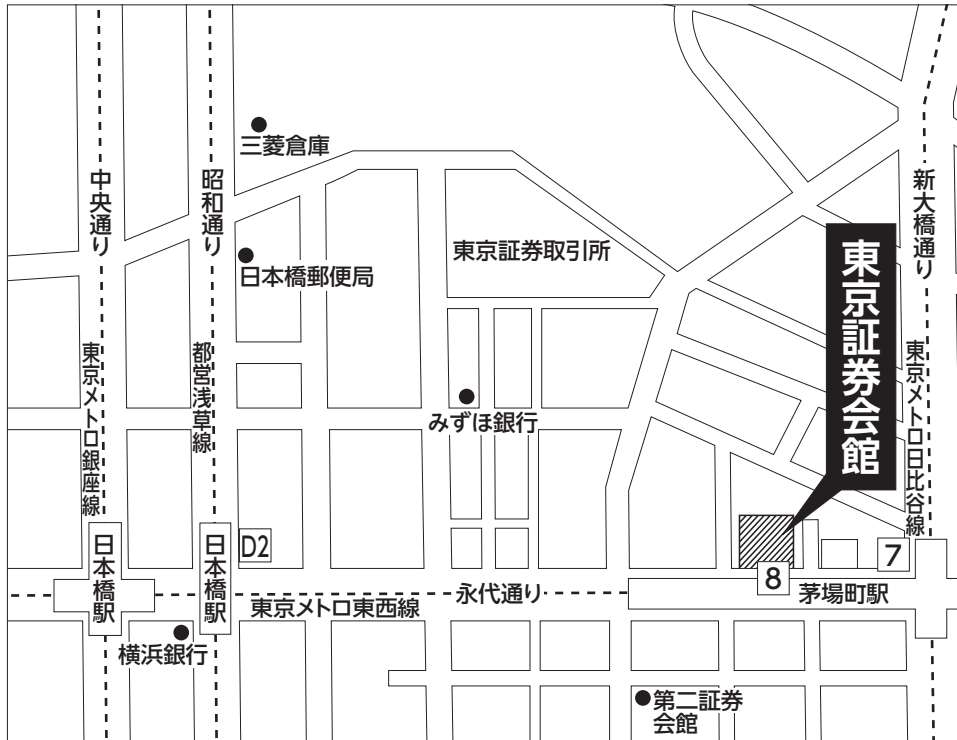 三菱倉庫
中央通り
昭和通り
新大橋通り
日本橋郵便局
東京証券取引所
東京証券会館
東京メトロ銀座線
都営浅草線
東京メトロ日比谷線
みずほ銀行
日本橋駅
日本橋駅
D2
7
8
茅場町駅
永代通り
東京メトロ東西線
横浜銀行
第二証券
会館